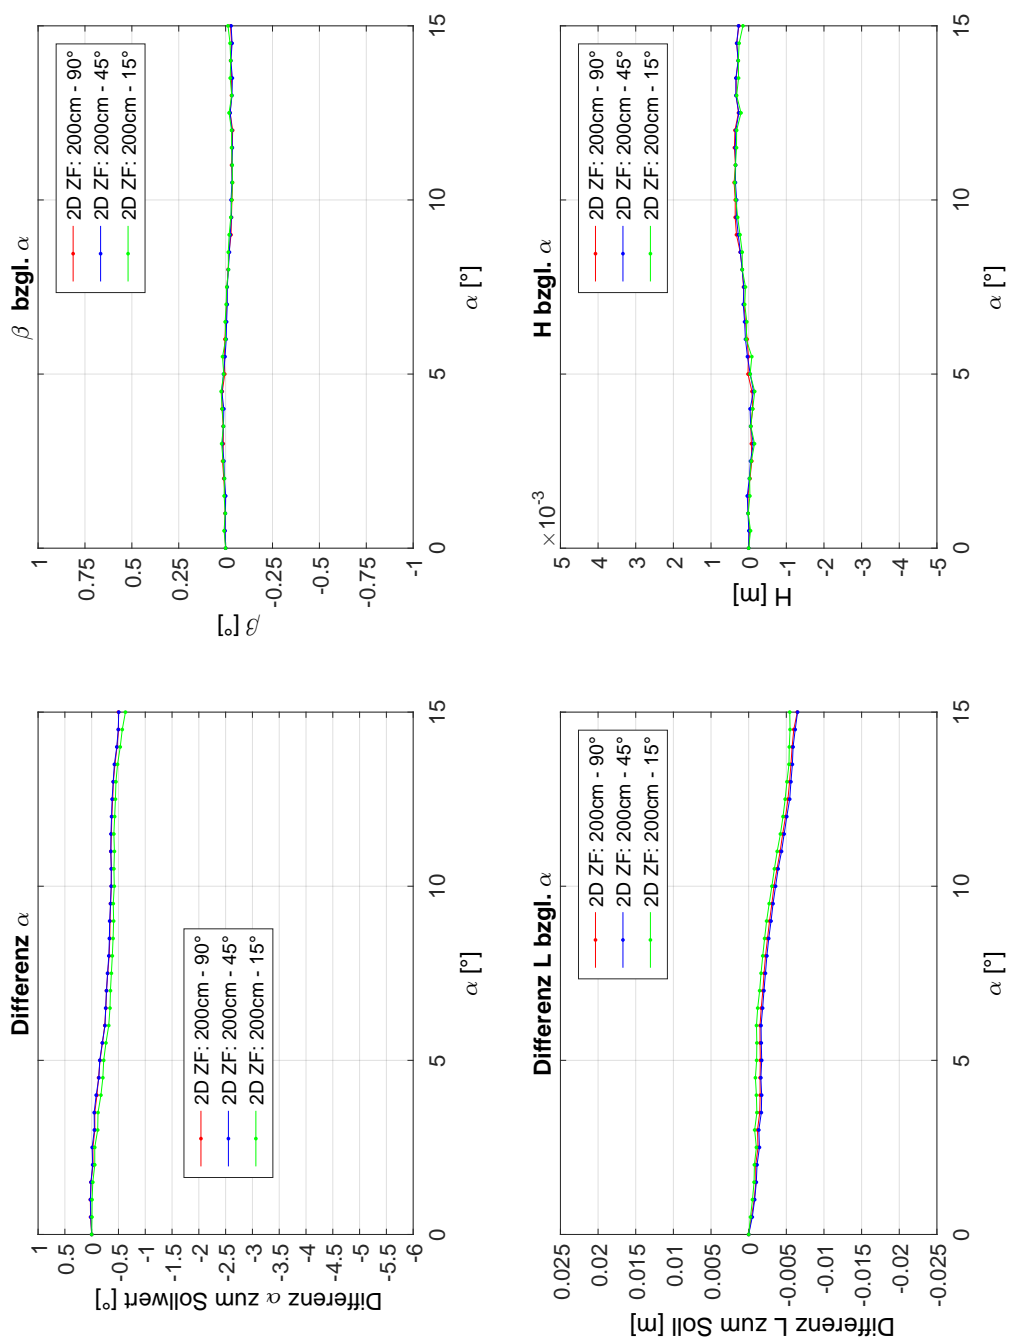 Differenz α
Differenz α zum Sollwert [°]
1
0.5
0
-0.5
-1
-1.5
-2
-2.5
-3
-3.5
-4
-4.5
-5
-5.5
-6
2D ZF: 200cm - 90°
2D ZF: 200cm - 45°
2D ZF: 200cm - 15°
0 5 10 15
α [°]
β bzgl. α
β [°]
1
0.75
0.5
0.25
0
-0.25
-0.5
-0.75
-1
2D ZF: 200cm - 90°
2D ZF: 200cm - 45°
2D ZF: 200cm - 15°
0 5 10 15
α [°]
Differenz L bzgl. α
Differenz L zum Soll [m]
0.025
0.02
0.015
0.01
0.005
0
-0.005
-0.01
-0.015
-0.02
-0.025
2D ZF: 200cm - 90°
2D ZF: 200cm - 45°
2D ZF: 200cm - 15°
0 5 10 15
α [°]
H bzgl. α
×10⁻³
H [m]
5
4
3
2
1
0
-1
-2
-3
-4
-5
2D ZF: 200cm - 90°
2D ZF: 200cm - 45°
2D ZF: 200cm - 15°
0 5 10 15
α [°]